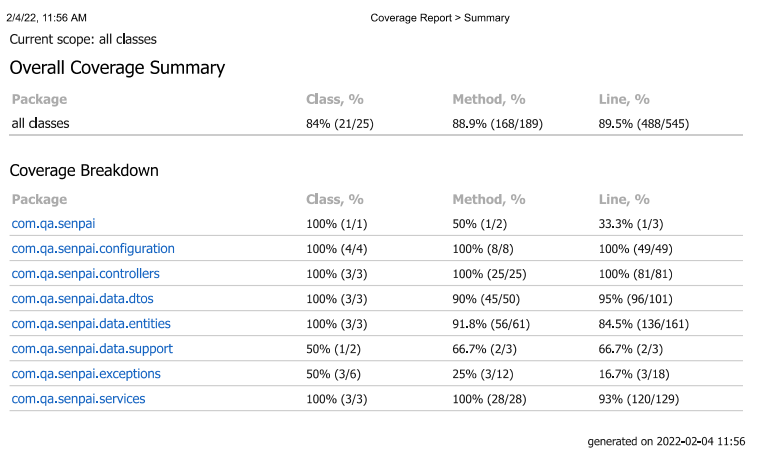 2/4/22, 11:56 AM Coverage Report > Summary
Current scope: all classes
Overall Coverage Summary
Package Class, % Method, % Line, %
all classes 84% (21/25) 88.9% (168/189) 89.5% (488/545)
Coverage Breakdown
Package Class, % Method, % Line, %
com.qa.senpai 100% (1/1) 50% (1/2) 33.3% (1/3)
com.qa.senpai.configuration 100% (4/4) 100% (8/8) 100% (49/49)
com.qa.senpai.controllers 100% (3/3) 100% (25/25) 100% (81/81)
com.qa.senpai.data.dtos 100% (3/3) 90% (45/50) 95% (96/101)
com.qa.senpai.data.entities 100% (3/3) 91.8% (56/61) 84.5% (136/161)
com.qa.senpai.data.support 50% (1/2) 66.7% (2/3) 66.7% (2/3)
com.qa.senpai.exceptions 50% (3/6) 25% (3/12) 16.7% (3/18)
com.qa.senpai.services 100% (3/3) 100% (28/28) 93% (120/129)
generated on 2022-02-04 11:56